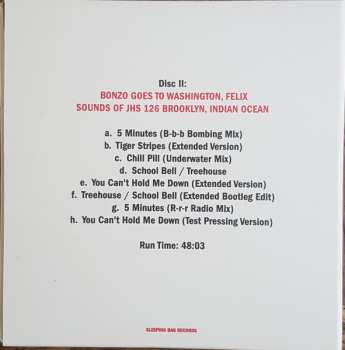 Disc II:
BONZO GOES TO WASHINGTON, FELIX
SOUNDS OF JHS 126 BROOKLYN, INDIAN OCEAN
a. 5 Minutes (B-b-b Bombing Mix)
b. Tiger Stripes (Extended Version)
c. Chill Pill (Underwater Mix)
d. School Bell / Treehouse
e. You Can't Hold Me Down (Extended Version)
f. Treehouse / School Bell (Extended Bootleg Edit)
g. 5 Minutes (R-r-r Radio Mix)
h. You Can't Hold Me Down (Test Pressing Version)
Run Time: 48:03
SLEEPING BAG RECORDS